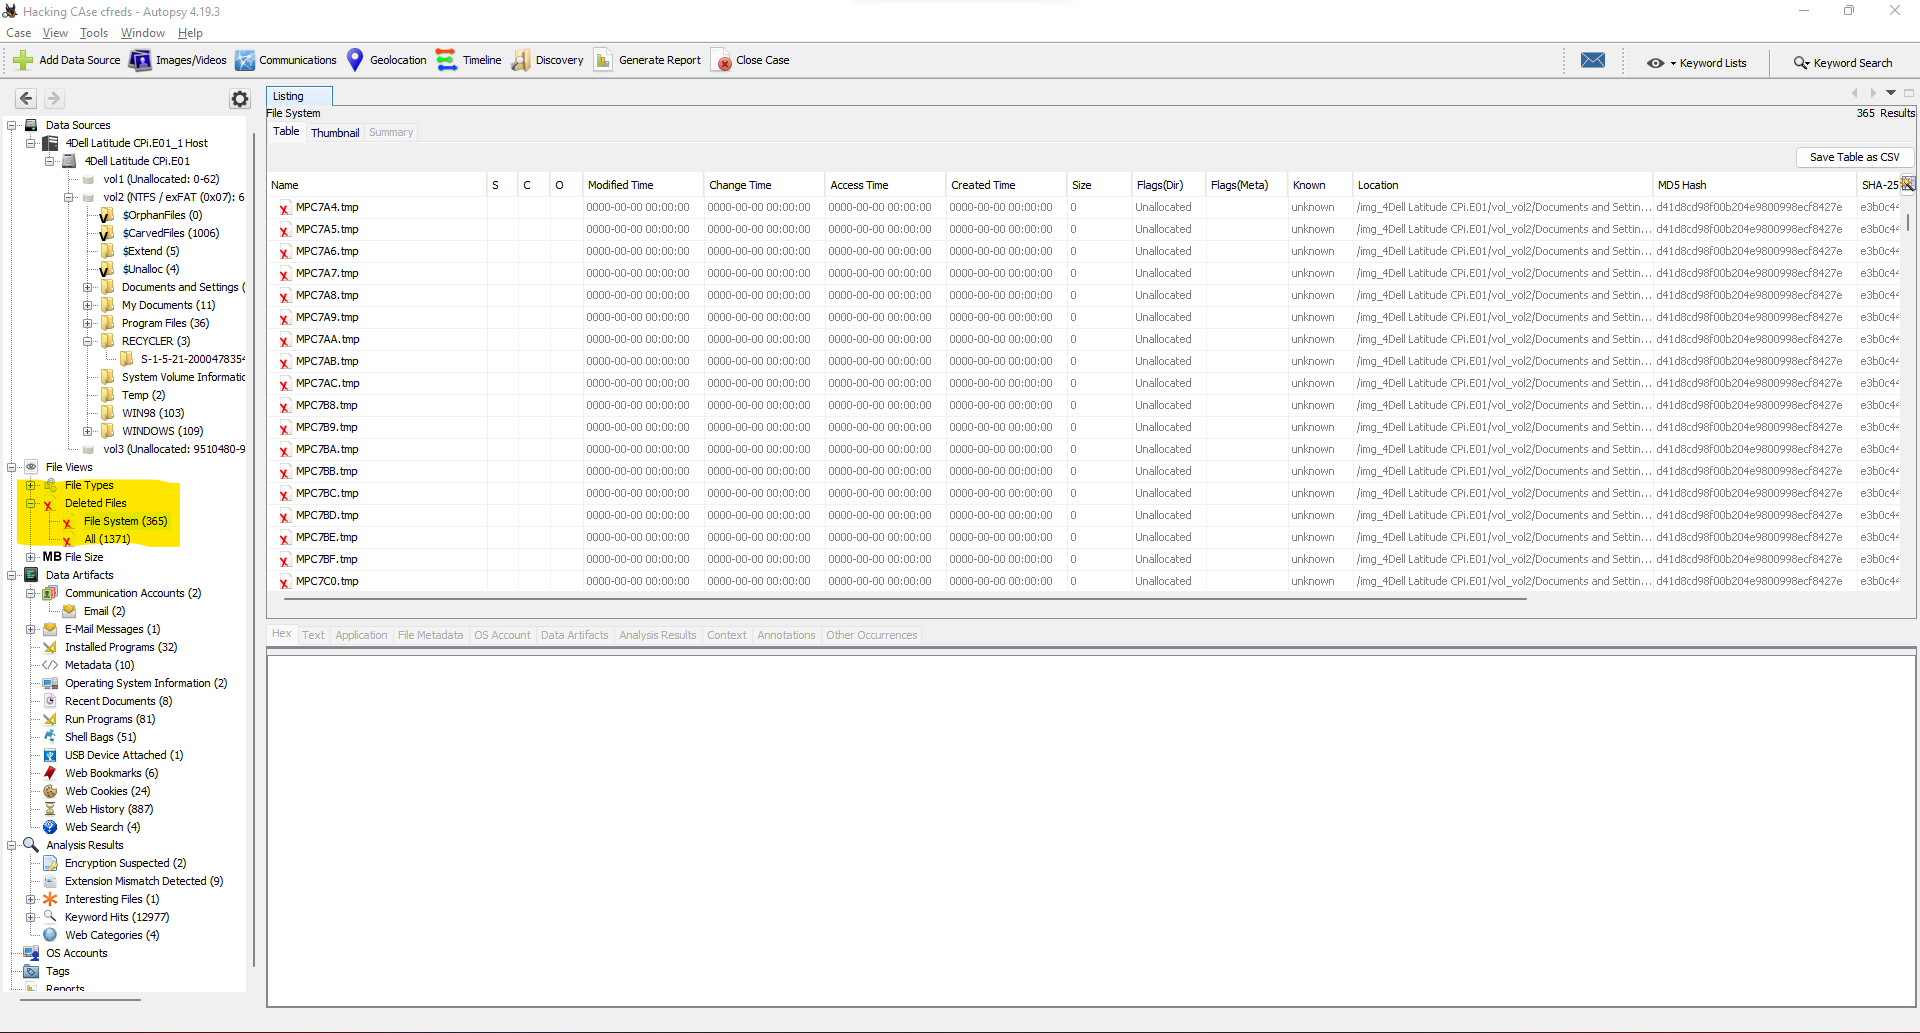 Hacking CAse cfreds - Autopsy 4.19.3
Case View Tools Window Help
Add Data Source Images/Videos Communications Geolocation Timeline Discovery Generate Report Close Case Keyword Lists Keyword Search
Data Sources
4Dell Latitude CPi.E01_1 Host
4Dell Latitude CPi.E01
vol1 (Unallocated: 0-62)
vol2 (NTFS / exFAT (0x07): 6
$OrphanFiles (0)
$CarvedFiles (1006)
$Extend (5)
$Unalloc (4)
Documents and Settings (
My Documents (11)
Program Files (36)
RECYCLER (3)
S-1-5-21-2000478354
System Volume Informatic
Temp (2)
WIN98 (103)
WINDOWS (109)
vol3 (Unallocated: 9510480-9
File Views
File Types
Deleted Files
File System (365)
All (1371)
MB File Size
Data Artifacts
Communication Accounts (2)
Email (2)
E-Mail Messages (1)
Installed Programs (32)
Metadata (10)
Operating System Information (2)
Recent Documents (8)
Run Programs (81)
Shell Bags (51)
USB Device Attached (1)
Web Bookmarks (6)
Web Cookies (24)
Web History (887)
Web Search (4)
Analysis Results
Encryption Suspected (2)
Extension Mismatch Detected (9)
Interesting Files (1)
Keyword Hits (12977)
Web Categories (4)
OS Accounts
Tags
Reports
Listing
File System 365 Results
Table Thumbnail Summary
Save Table as CSV
Name S C O Modified Time Change Time Access Time Created Time Size Flags(Dir) Flags(Meta) Known Location MD5 Hash SHA-25
MPC7A4.tmp 0000-00-00 00:00:00 0000-00-00 00:00:00 0000-00-00 00:00:00 0000-00-00 00:00:00 0 Unallocated unknown /img_4Dell Latitude CPi.E01/vol_vol2/Documents and Settin... d41d8cd98f00b204e9800998ecf8427e e3b0c44
MPC7A5.tmp 0000-00-00 00:00:00 0000-00-00 00:00:00 0000-00-00 00:00:00 0000-00-00 00:00:00 0 Unallocated unknown /img_4Dell Latitude CPi.E01/vol_vol2/Documents and Settin... d41d8cd98f00b204e9800998ecf8427e e3b0c44
MPC7A6.tmp 0000-00-00 00:00:00 0000-00-00 00:00:00 0000-00-00 00:00:00 0000-00-00 00:00:00 0 Unallocated unknown /img_4Dell Latitude CPi.E01/vol_vol2/Documents and Settin... d41d8cd98f00b204e9800998ecf8427e e3b0c44
MPC7A7.tmp 0000-00-00 00:00:00 0000-00-00 00:00:00 0000-00-00 00:00:00 0000-00-00 00:00:00 0 Unallocated unknown /img_4Dell Latitude CPi.E01/vol_vol2/Documents and Settin... d41d8cd98f00b204e9800998ecf8427e e3b0c44
MPC7A8.tmp 0000-00-00 00:00:00 0000-00-00 00:00:00 0000-00-00 00:00:00 0000-00-00 00:00:00 0 Unallocated unknown /img_4Dell Latitude CPi.E01/vol_vol2/Documents and Settin... d41d8cd98f00b204e9800998ecf8427e e3b0c44
MPC7A9.tmp 0000-00-00 00:00:00 0000-00-00 00:00:00 0000-00-00 00:00:00 0000-00-00 00:00:00 0 Unallocated unknown /img_4Dell Latitude CPi.E01/vol_vol2/Documents and Settin... d41d8cd98f00b204e9800998ecf8427e e3b0c44
MPC7AA.tmp 0000-00-00 00:00:00 0000-00-00 00:00:00 0000-00-00 00:00:00 0000-00-00 00:00:00 0 Unallocated unknown /img_4Dell Latitude CPi.E01/vol_vol2/Documents and Settin... d41d8cd98f00b204e9800998ecf8427e e3b0c44
MPC7AB.tmp 0000-00-00 00:00:00 0000-00-00 00:00:00 0000-00-00 00:00:00 0000-00-00 00:00:00 0 Unallocated unknown /img_4Dell Latitude CPi.E01/vol_vol2/Documents and Settin... d41d8cd98f00b204e9800998ecf8427e e3b0c44
MPC7AC.tmp 0000-00-00 00:00:00 0000-00-00 00:00:00 0000-00-00 00:00:00 0000-00-00 00:00:00 0 Unallocated unknown /img_4Dell Latitude CPi.E01/vol_vol2/Documents and Settin... d41d8cd98f00b204e9800998ecf8427e e3b0c44
MPC7B8.tmp 0000-00-00 00:00:00 0000-00-00 00:00:00 0000-00-00 00:00:00 0000-00-00 00:00:00 0 Unallocated unknown /img_4Dell Latitude CPi.E01/vol_vol2/Documents and Settin... d41d8cd98f00b204e9800998ecf8427e e3b0c44
MPC7B9.tmp 0000-00-00 00:00:00 0000-00-00 00:00:00 0000-00-00 00:00:00 0000-00-00 00:00:00 0 Unallocated unknown /img_4Dell Latitude CPi.E01/vol_vol2/Documents and Settin... d41d8cd98f00b204e9800998ecf8427e e3b0c44
MPC7BA.tmp 0000-00-00 00:00:00 0000-00-00 00:00:00 0000-00-00 00:00:00 0000-00-00 00:00:00 0 Unallocated unknown /img_4Dell Latitude CPi.E01/vol_vol2/Documents and Settin... d41d8cd98f00b204e9800998ecf8427e e3b0c44
MPC7BB.tmp 0000-00-00 00:00:00 0000-00-00 00:00:00 0000-00-00 00:00:00 0000-00-00 00:00:00 0 Unallocated unknown /img_4Dell Latitude CPi.E01/vol_vol2/Documents and Settin... d41d8cd98f00b204e9800998ecf8427e e3b0c44
MPC7BC.tmp 0000-00-00 00:00:00 0000-00-00 00:00:00 0000-00-00 00:00:00 0000-00-00 00:00:00 0 Unallocated unknown /img_4Dell Latitude CPi.E01/vol_vol2/Documents and Settin... d41d8cd98f00b204e9800998ecf8427e e3b0c44
MPC7BD.tmp 0000-00-00 00:00:00 0000-00-00 00:00:00 0000-00-00 00:00:00 0000-00-00 00:00:00 0 Unallocated unknown /img_4Dell Latitude CPi.E01/vol_vol2/Documents and Settin... d41d8cd98f00b204e9800998ecf8427e e3b0c44
MPC7BE.tmp 0000-00-00 00:00:00 0000-00-00 00:00:00 0000-00-00 00:00:00 0000-00-00 00:00:00 0 Unallocated unknown /img_4Dell Latitude CPi.E01/vol_vol2/Documents and Settin... d41d8cd98f00b204e9800998ecf8427e e3b0c44
MPC7BF.tmp 0000-00-00 00:00:00 0000-00-00 00:00:00 0000-00-00 00:00:00 0000-00-00 00:00:00 0 Unallocated unknown /img_4Dell Latitude CPi.E01/vol_vol2/Documents and Settin... d41d8cd98f00b204e9800998ecf8427e e3b0c44
MPC7C0.tmp 0000-00-00 00:00:00 0000-00-00 00:00:00 0000-00-00 00:00:00 0000-00-00 00:00:00 0 Unallocated unknown /img_4Dell Latitude CPi.E01/vol_vol2/Documents and Settin... d41d8cd98f00b204e9800998ecf8427e e3b0c44
Hex Text Application File Metadata OS Account Data Artifacts Analysis Results Context Annotations Other Occurrences